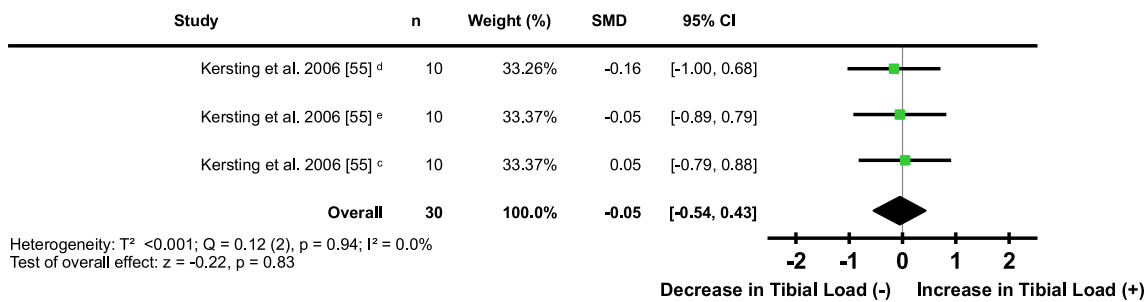 Study n Weight (%) SMD 95% CI
Kersting et al. 2006 [55] ᵈ 10 33.26% -0.16 [-1.00, 0.68]
Kersting et al. 2006 [55] ᵉ 10 33.37% -0.05 [-0.89, 0.79]
Kersting et al. 2006 [55] ᶜ 10 33.37% 0.05 [-0.79, 0.88]
Overall 30 100.0% -0.05 [-0.54, 0.43]
Heterogeneity: T² <0.001; Q = 0.12 (2), p = 0.94; I² = 0.0%
Test of overall effect: z = -0.22, p = 0.83
-2 -1 0 1 2
Decrease in Tibial Load (-) Increase in Tibial Load (+)